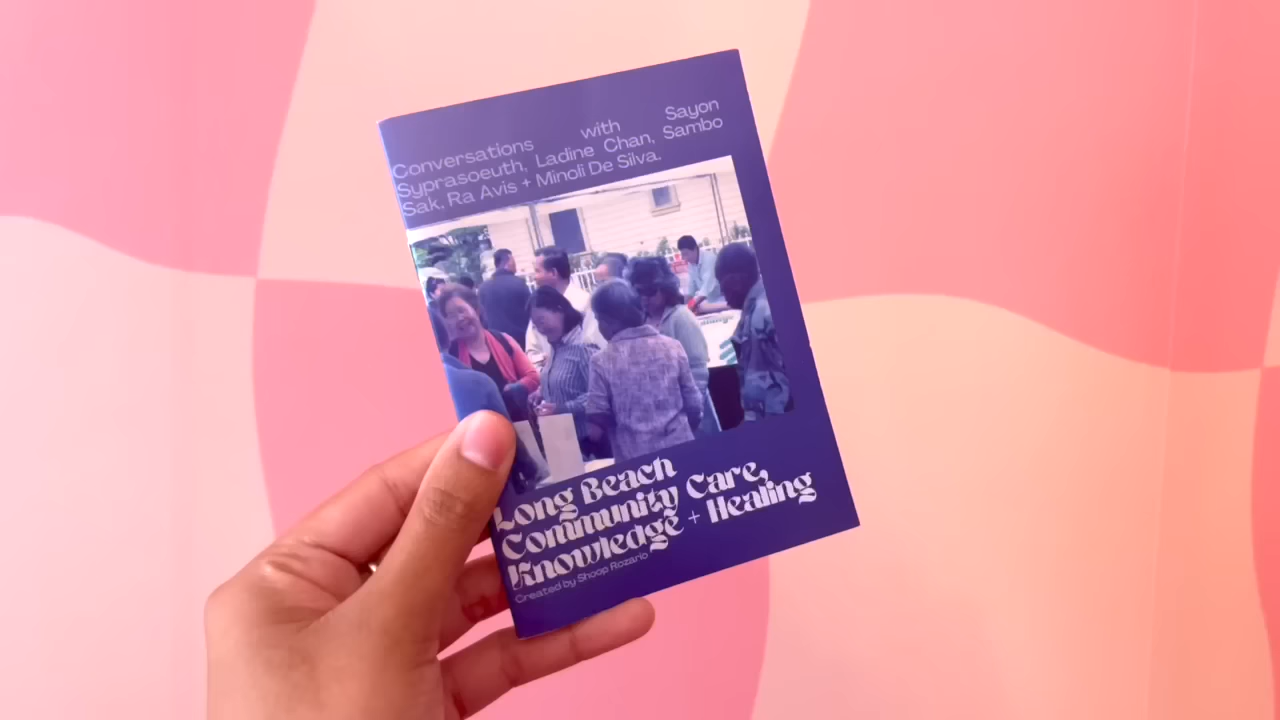 Conversations with Sayon
Syprasoeuth, Ladine Chan, Sambo
Sak, Ra Avis + Minoli De Silva.
Long Beach
Community Care,
Knowledge + Healing
Created by Shoop Rozario